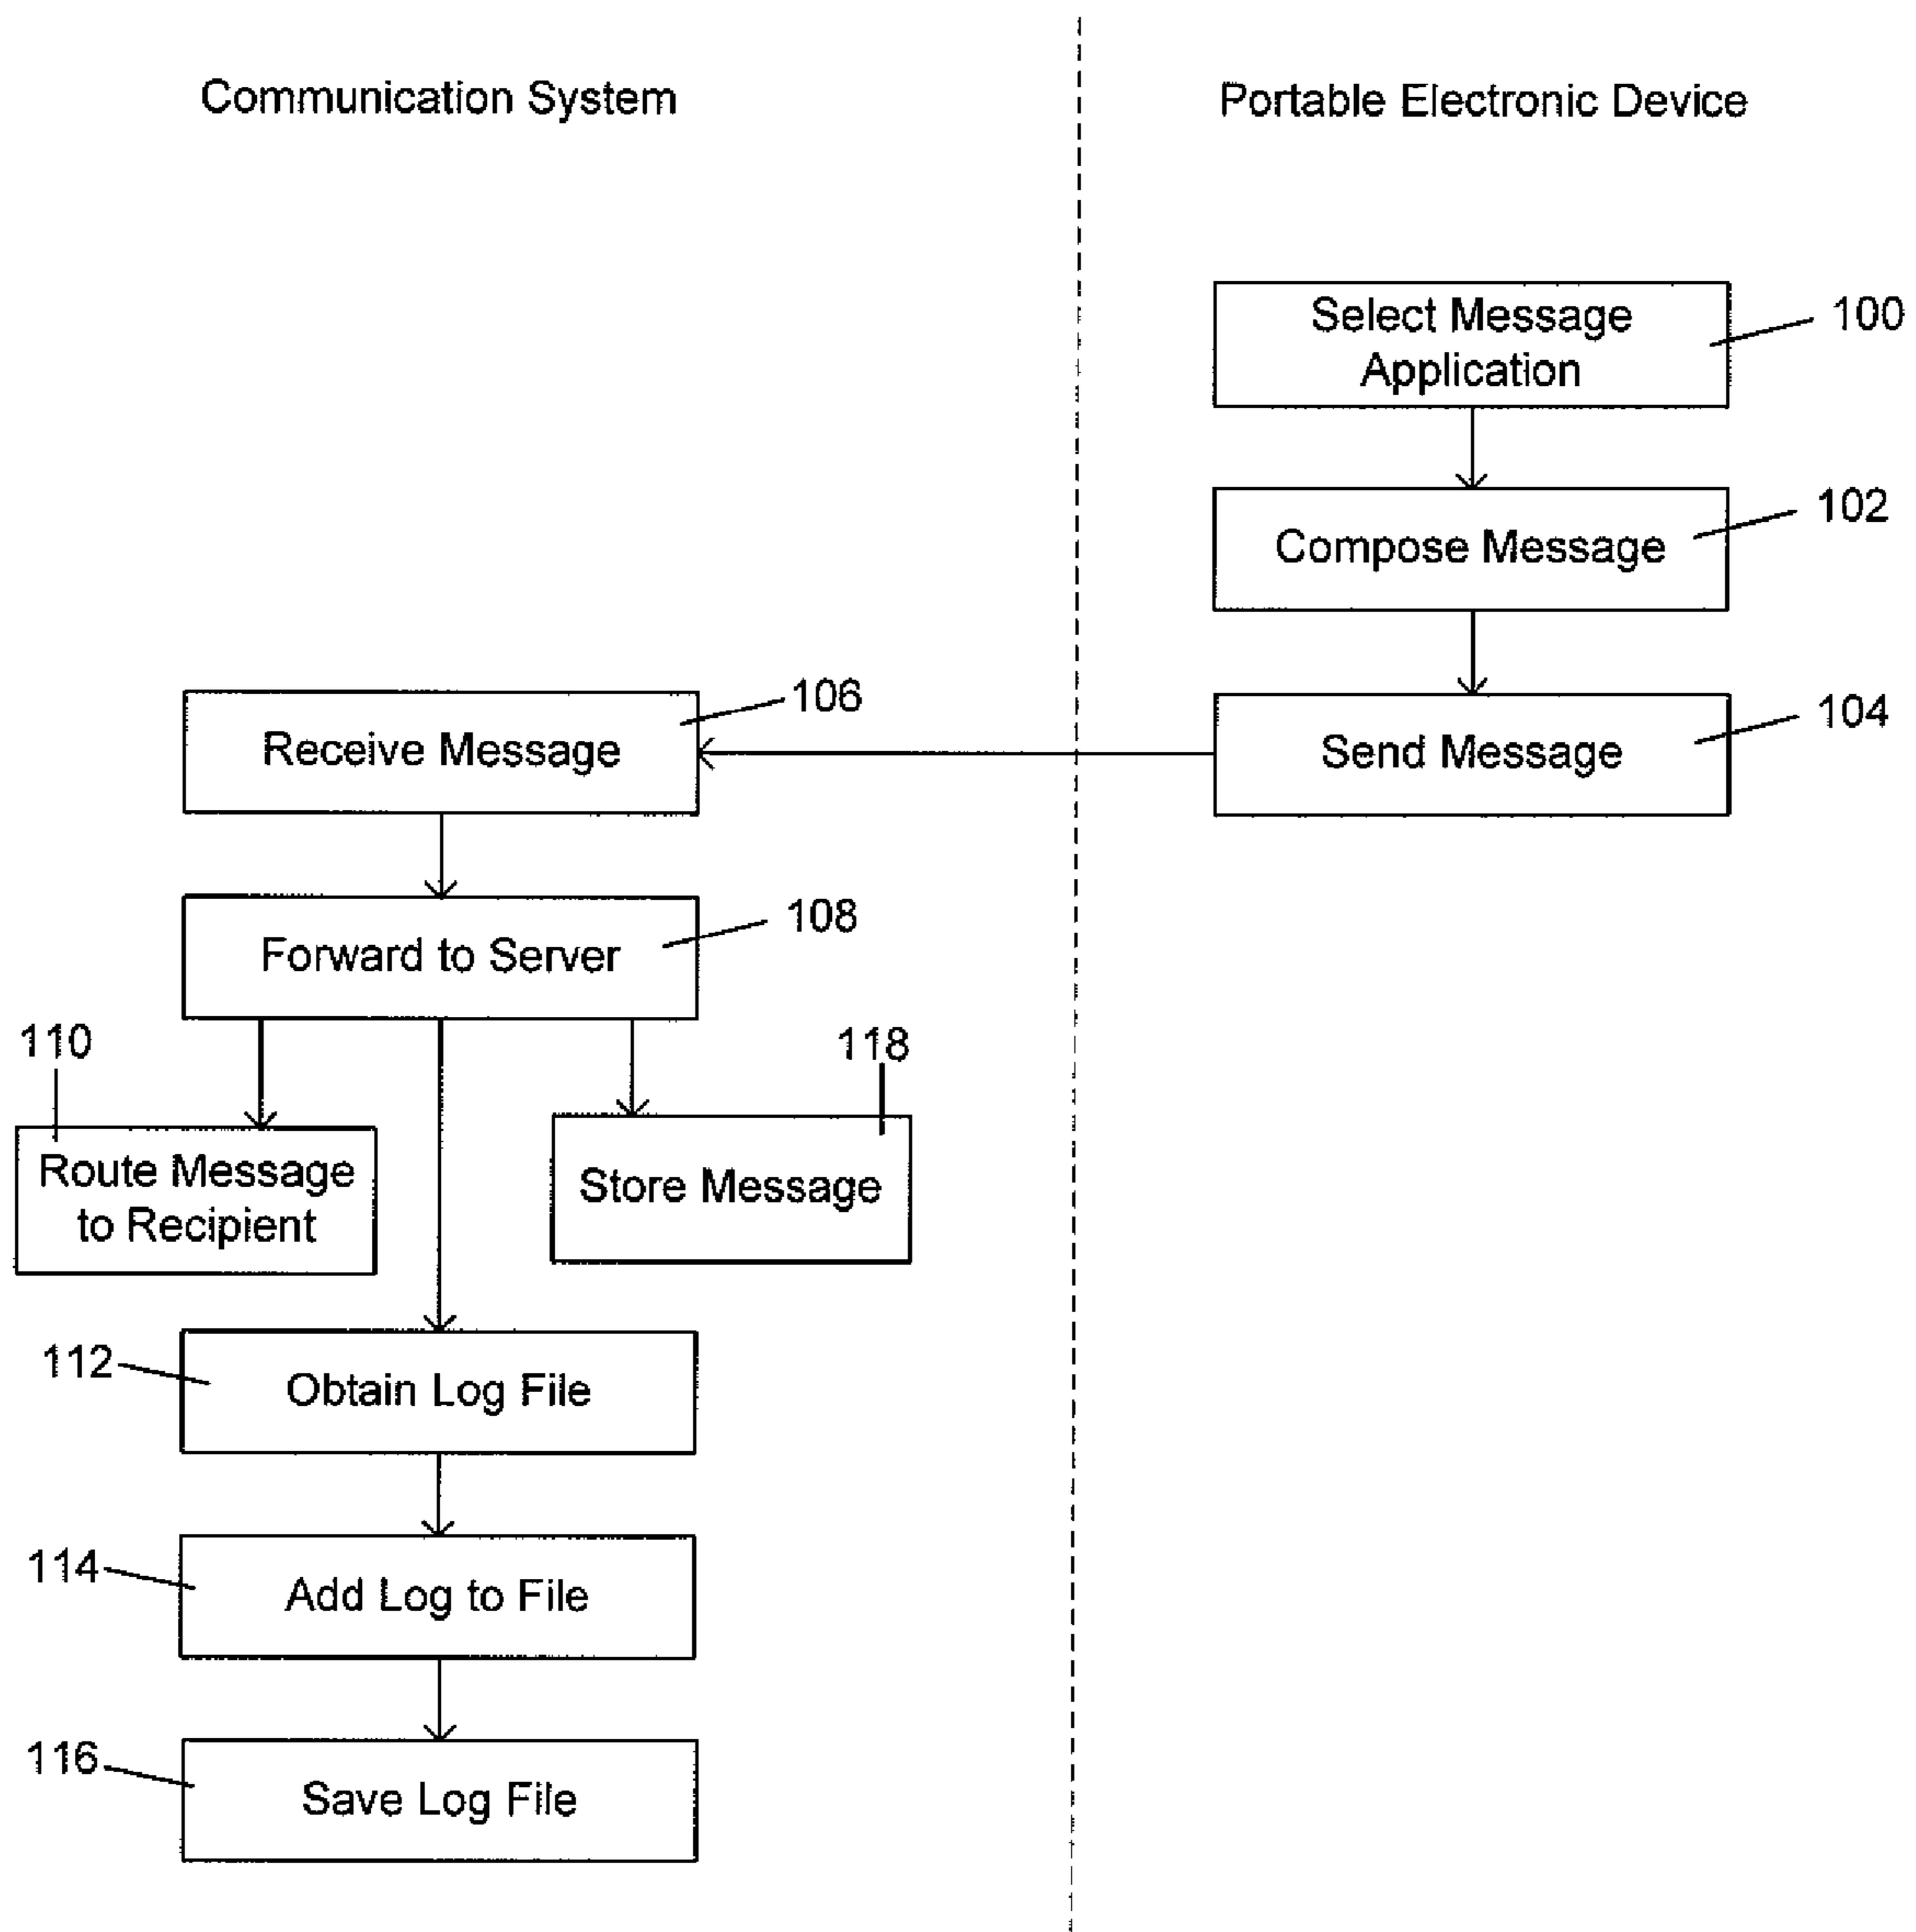 Communication System
Portable Electronic Device
Select Message
Application
100
Compose Message
102
Send Message
104
Receive Message
106
Forward to Server
108
110
Route Message
to Recipient
118
Store Message
112
Obtain Log File
114
Add Log to File
116
Save Log File